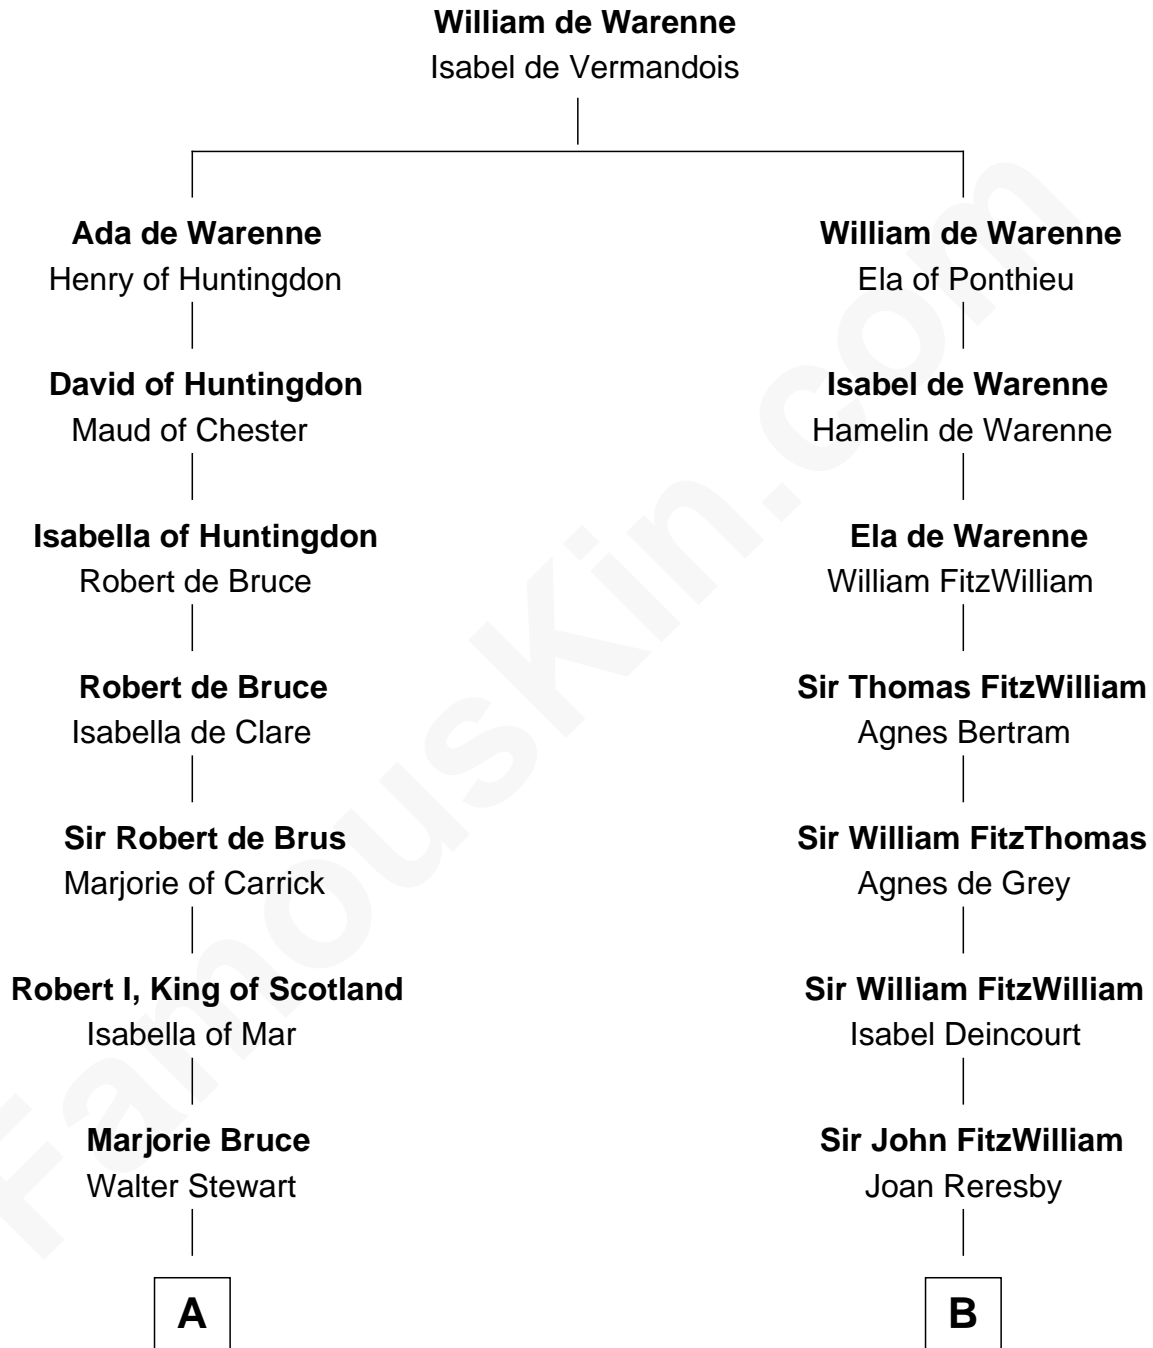 William de Warenne
Isabel de Vermandois
Ada de Warenne
Henry of Huntingdon
William de Warenne
Ela of Ponthieu
David of Huntingdon
Maud of Chester
Isabel de Warenne
Hamelin de Warenne
Isabella of Huntingdon
Robert de Bruce
Ela de Warenne
William FitzWilliam
Robert de Bruce
Isabella de Clare
Sir Thomas FitzWilliam
Agnes Bertram
Sir Robert de Brus
Marjorie of Carrick
Sir William FitzThomas
Agnes de Grey
Robert I, King of Scotland
Isabella of Mar
Sir William FitzWilliam
Isabel Deincourt
Marjorie Bruce
Walter Stewart
Sir John FitzWilliam
Joan Reresby
A
B
FamousKin.com